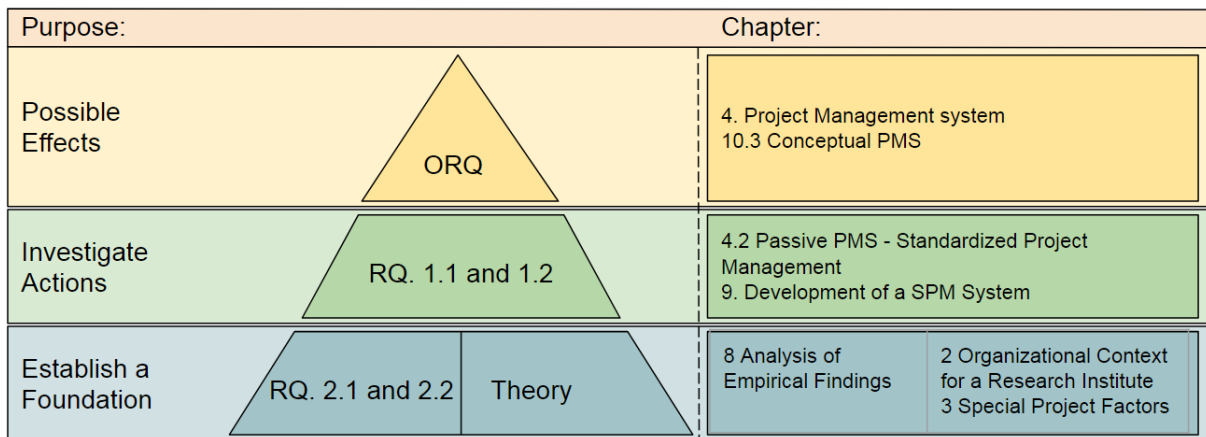 Purpose:
Chapter:
Possible
Effects
ORQ
4. Project Management system
10.3 Conceptual PMS
Investigate
Actions
RQ. 1.1 and 1.2
4.2 Passive PMS - Standardized Project
Management
9. Development of a SPM System
Establish a
Foundation
RQ. 2.1 and 2.2
Theory
8 Analysis of
Empirical Findings
2 Organizational Context
for a Research Institute
3 Special Project Factors